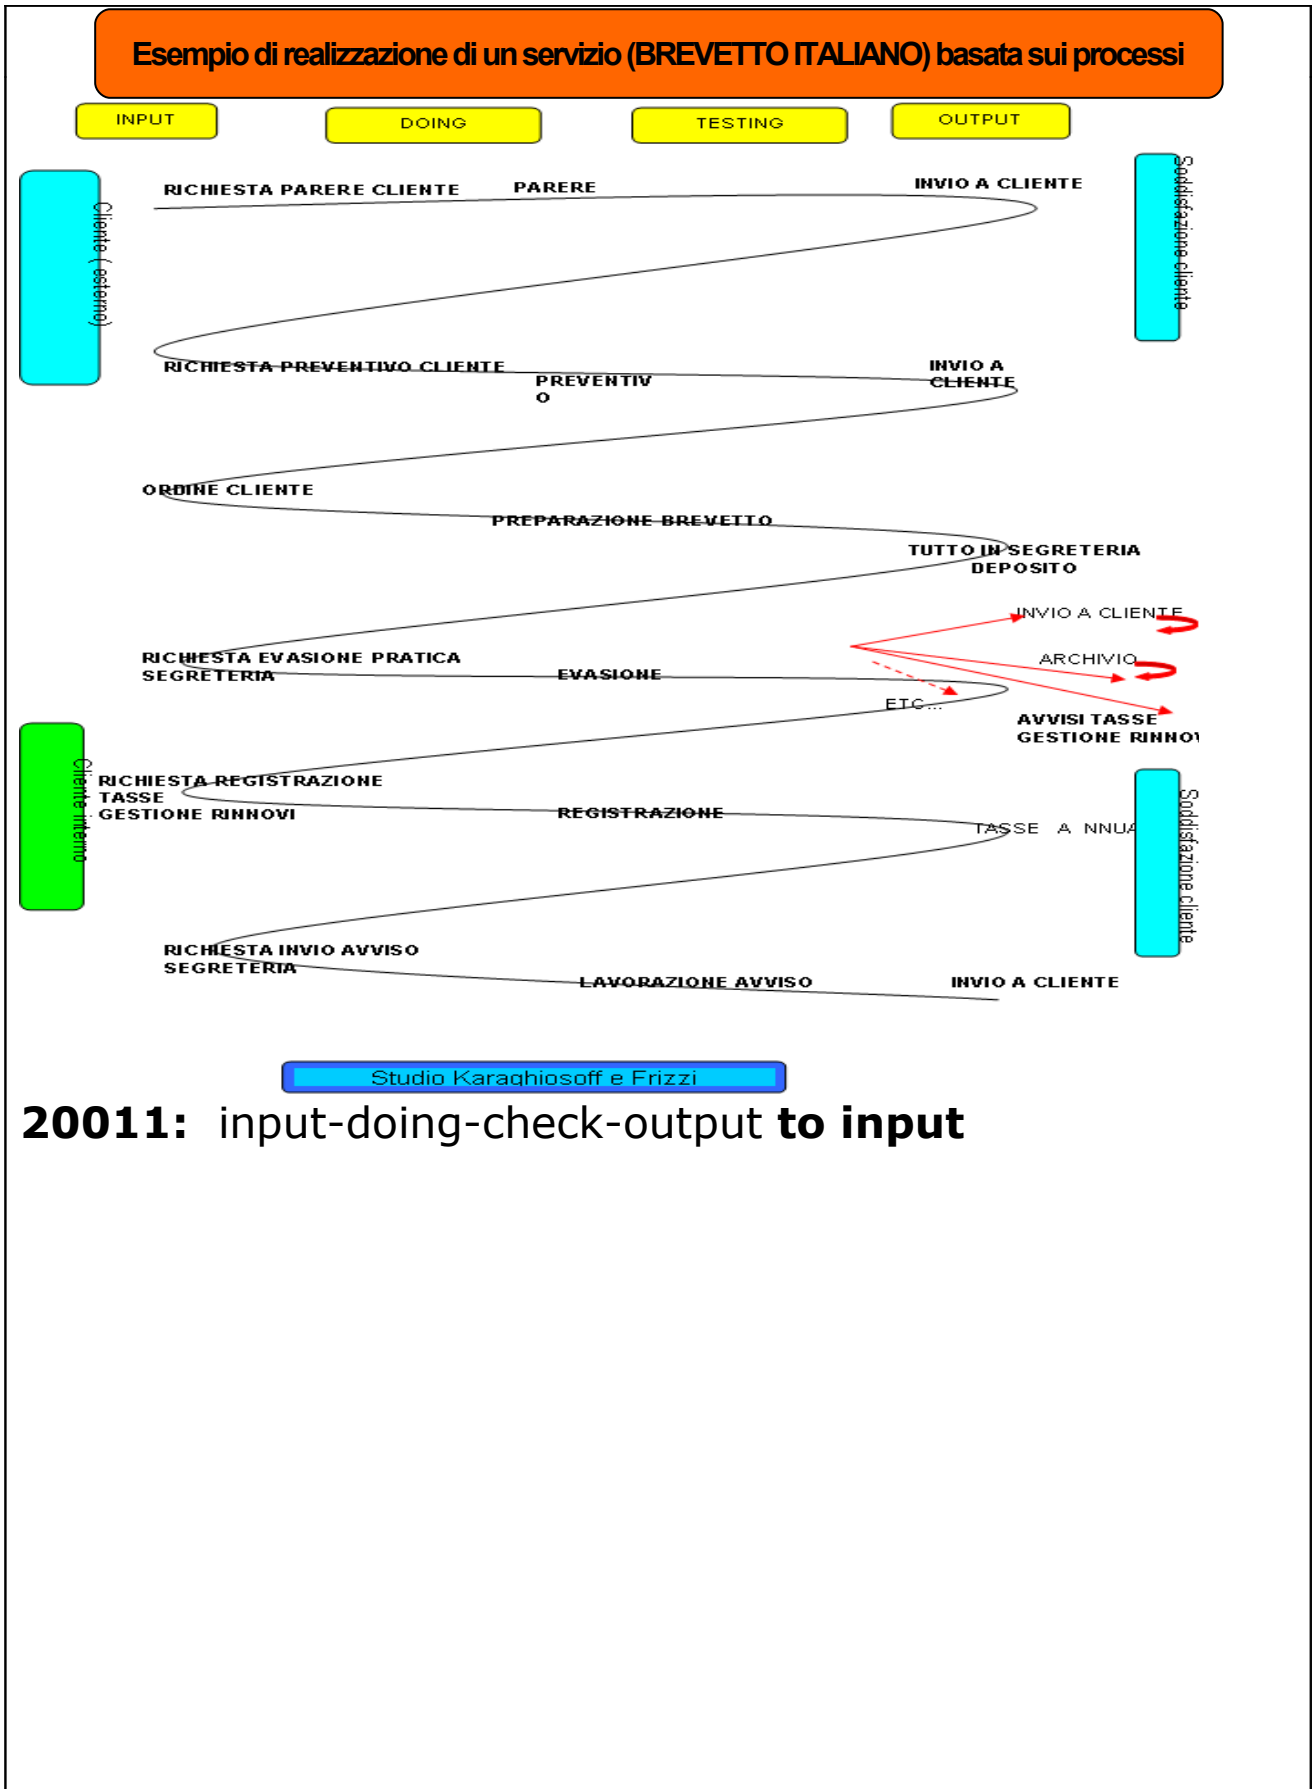 Esempio di realizzazione di un servizio (BREVETTO ITALIANO) basata sui processi
INPUT
DOING
TESTING
OUTPUT
Cliente ( esterno)
Soddisfazione cliente
RICHIESTA PARERE CLIENTE
PARERE
INVIO A CLIENTE
RICHIESTA PREVENTIVO CLIENTE
PREVENTIV
O
INVIO A
CLIENTE
ORDINE CLIENTE
PREPARAZIONE BREVETTO
TUTTO IN SEGRETERIA
DEPOSITO
INVIO A CLIENTE
ARCHIVIO
ETC...
AVVISI TASSE
GESTIONE RINNOV
RICHIESTA EVASIONE PRATICA
SEGRETERIA
EVASIONE
Cliente interno
RICHIESTA REGISTRAZIONE
TASSE
GESTIONE RINNOVI
REGISTRAZIONE
TASSE A NNUA
Soddisfazione cliente
RICHIESTA INVIO AVVISO
SEGRETERIA
LAVORAZIONE AVVISO
INVIO A CLIENTE
Studio Karaghiosoff e Frizzi
20011: input-doing-check-output to input